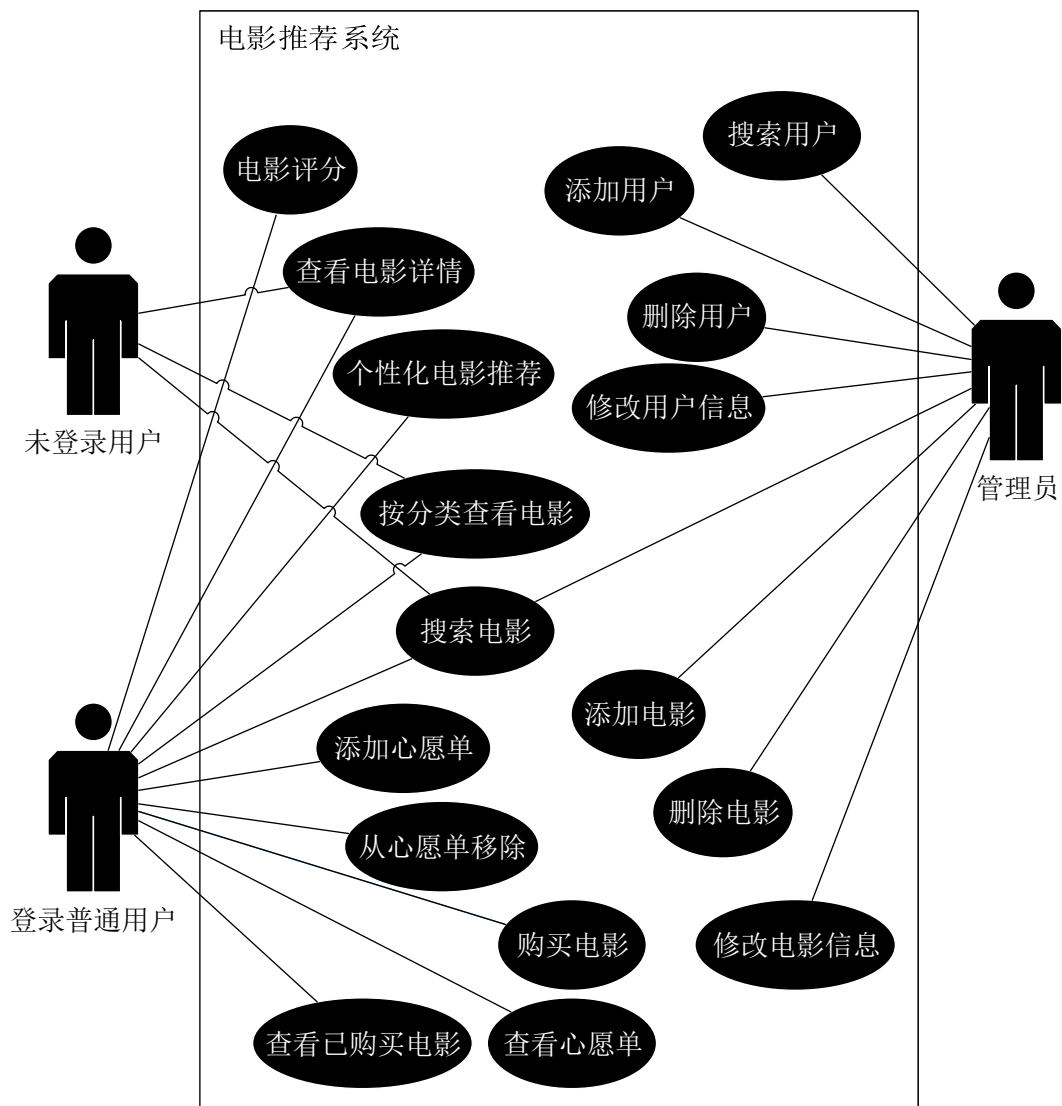 电影推荐系统
搜索用户
电影评分
添加用户
查看电影详情
删除用户
个性化电影推荐
修改用户信息
未登录用户
管理员
按分类查看电影
搜索电影
添加电影
添加心愿单
删除电影
从心愿单移除
登录普通用户
购买电影
修改电影信息
查看已购买电影
查看心愿单